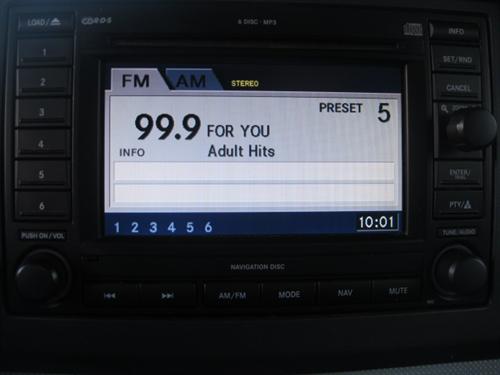 LOAD/
RDS
6 DISC • MP3
INFO
1
2
3
4
5
6
SET/RND
CANCEL
ENTER/
PTY/
FM
AM
STEREO
PRESET 5
99.9 FOR YOU
INFO Adult Hits
1 2 3 4 5 6
10:01
PUSH ON / VOL
TUNE/AUDIO
NAVIGATION DISC
AM/FM
MODE
NAV
MUTE